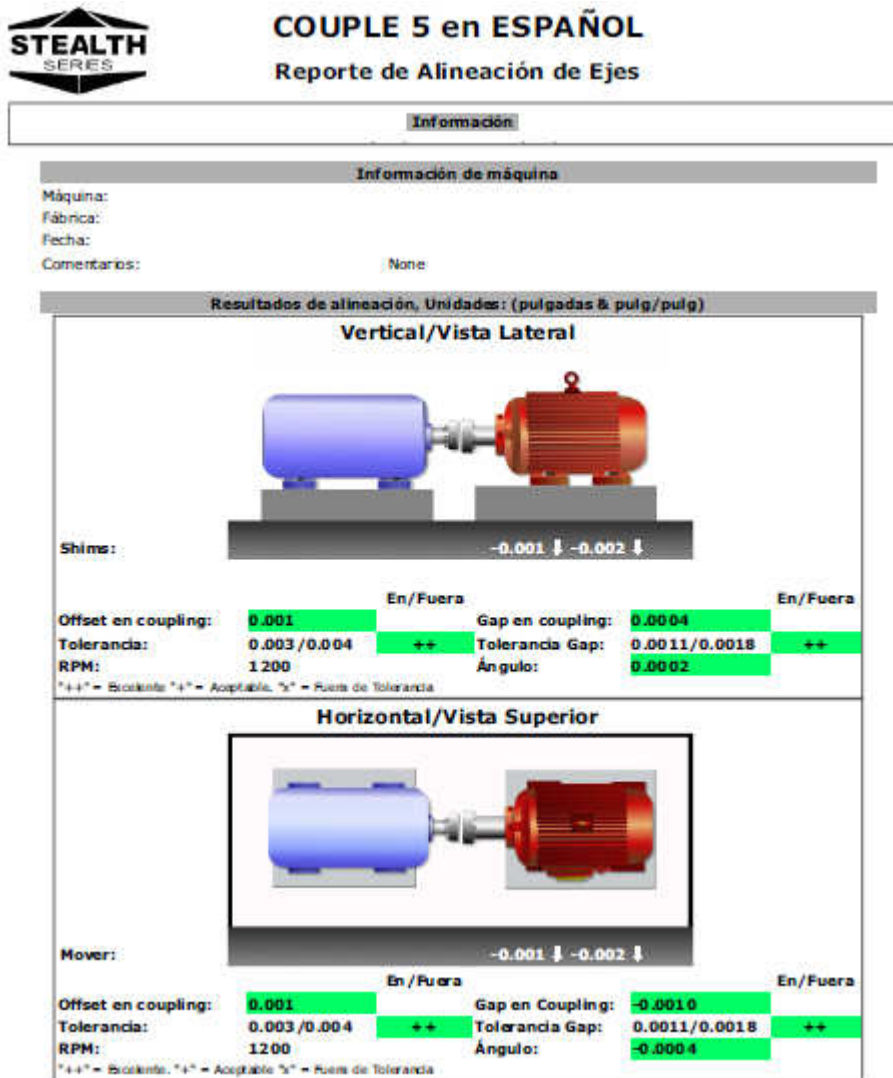 STEALTH
SERIES
COUPLE 5 en ESPAÑOL
Reporte de Alineación de Ejes
Información
Información de máquina
Máquina:
Fábrica:
Fecha:
Comentarios: None
Resultados de alineación, Unidades: (pulgadas & pulg/pulg)
Vertical/Vista Lateral
Shims: -0.001 ⬇ -0.002 ⬇
En/Fuera En/Fuera
Offset en coupling: 0.001 Gap en coupling: 0.0004
Tolerancia: 0.003/0.004 ++ Tolerancia Gap: 0.0011/0.0018 ++
RPM: 1200 Ángulo: 0.0002
"++" = Excelente "+" = Aceptable. "x" = Fuera de Tolerancia
Horizontal/Vista Superior
Mover: -0.001 ⬇ -0.002 ⬇
En/Fuera En/Fuera
Offset en coupling: 0.001 Gap en Coupling: -0.0010
Tolerancia: 0.003/0.004 ++ Tolerancia Gap: 0.0011/0.0018 ++
RPM: 1200 Ángulo: -0.0004
"++" = Excelente. "+" = Aceptable "x" = Fuera de Tolerancia